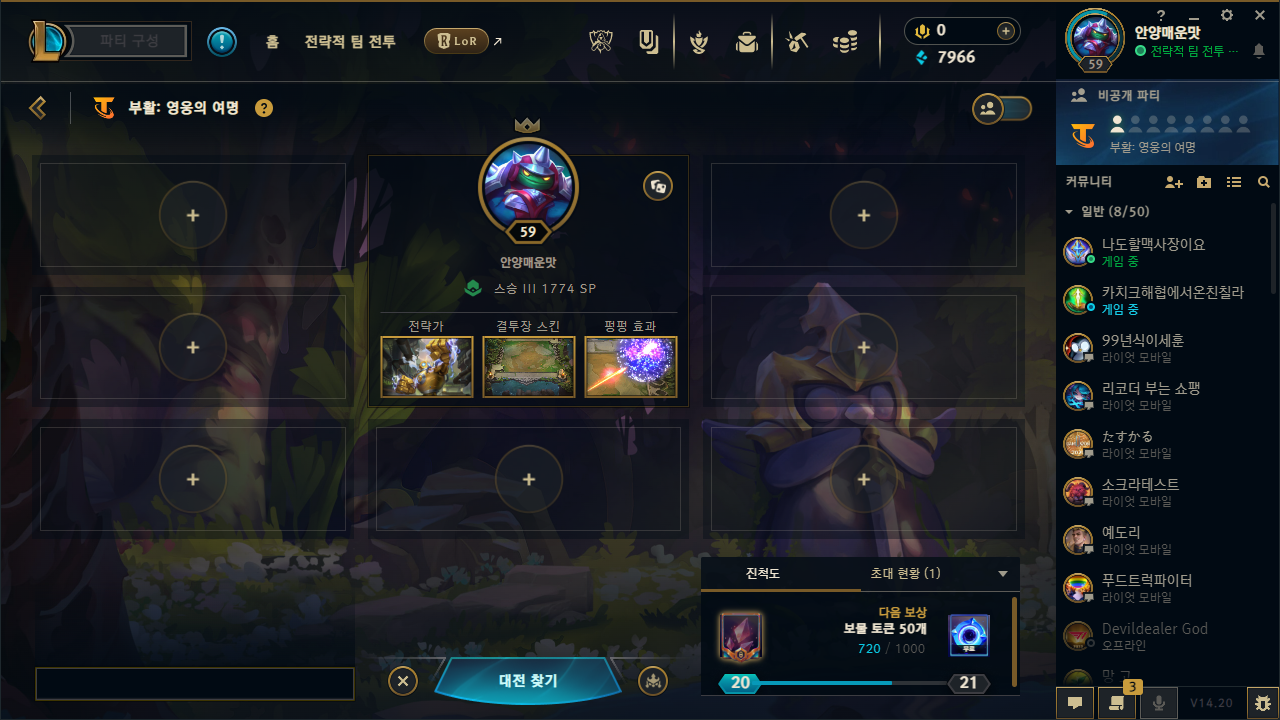 파티 구성
!
홈
전략적 팀 전투
LoR
0
7966
?
안양매운맛
전략적 팀 전투 ...
59
부활: 영웅의 여명
?
비공개 파티
부활: 영웅의 여명
59
안양매운맛
스승 III 1774 SP
전략가
결투장 스킨
펑펑 효과
커뮤니티
일반 (8/50)
나도할맥사장이요
게임 중
카치크해협에서온친칠라
게임 중
99년식이세훈
라이엇 모바일
리코더 부는 쇼팽
라이엇 모바일
たすかる
라이엇 모바일
소크라테스트
라이엇 모바일
예도리
라이엇 모바일
푸드트럭파이터
라이엇 모바일
Devildealer God
오프라인
망고
진척도
초대 현황 (1)
다음 보상
보물 토큰 50개
720 / 1000
무료
20
21
대전 찾기
3
V14.20